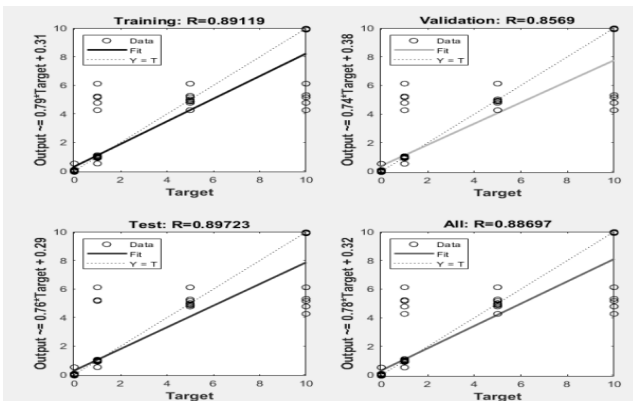 Training: R=0.89119
Output ~= 0.79*Target + 0.31
10
8
6
4
2
0
Data
Fit
Y = T
0 2 4 6 8 10
Target
Validation: R=0.8569
Output ~= 0.74*Target + 0.38
10
8
6
4
2
0
Data
Fit
Y = T
0 2 4 6 8 10
Target
Test: R=0.89723
Output ~= 0.76*Target + 0.29
10
8
6
4
2
0
Data
Fit
Y = T
0 2 4 6 8 10
Target
All: R=0.88697
Output ~= 0.78*Target + 0.32
10
8
6
4
2
0
Data
Fit
Y = T
0 2 4 6 8 10
Target